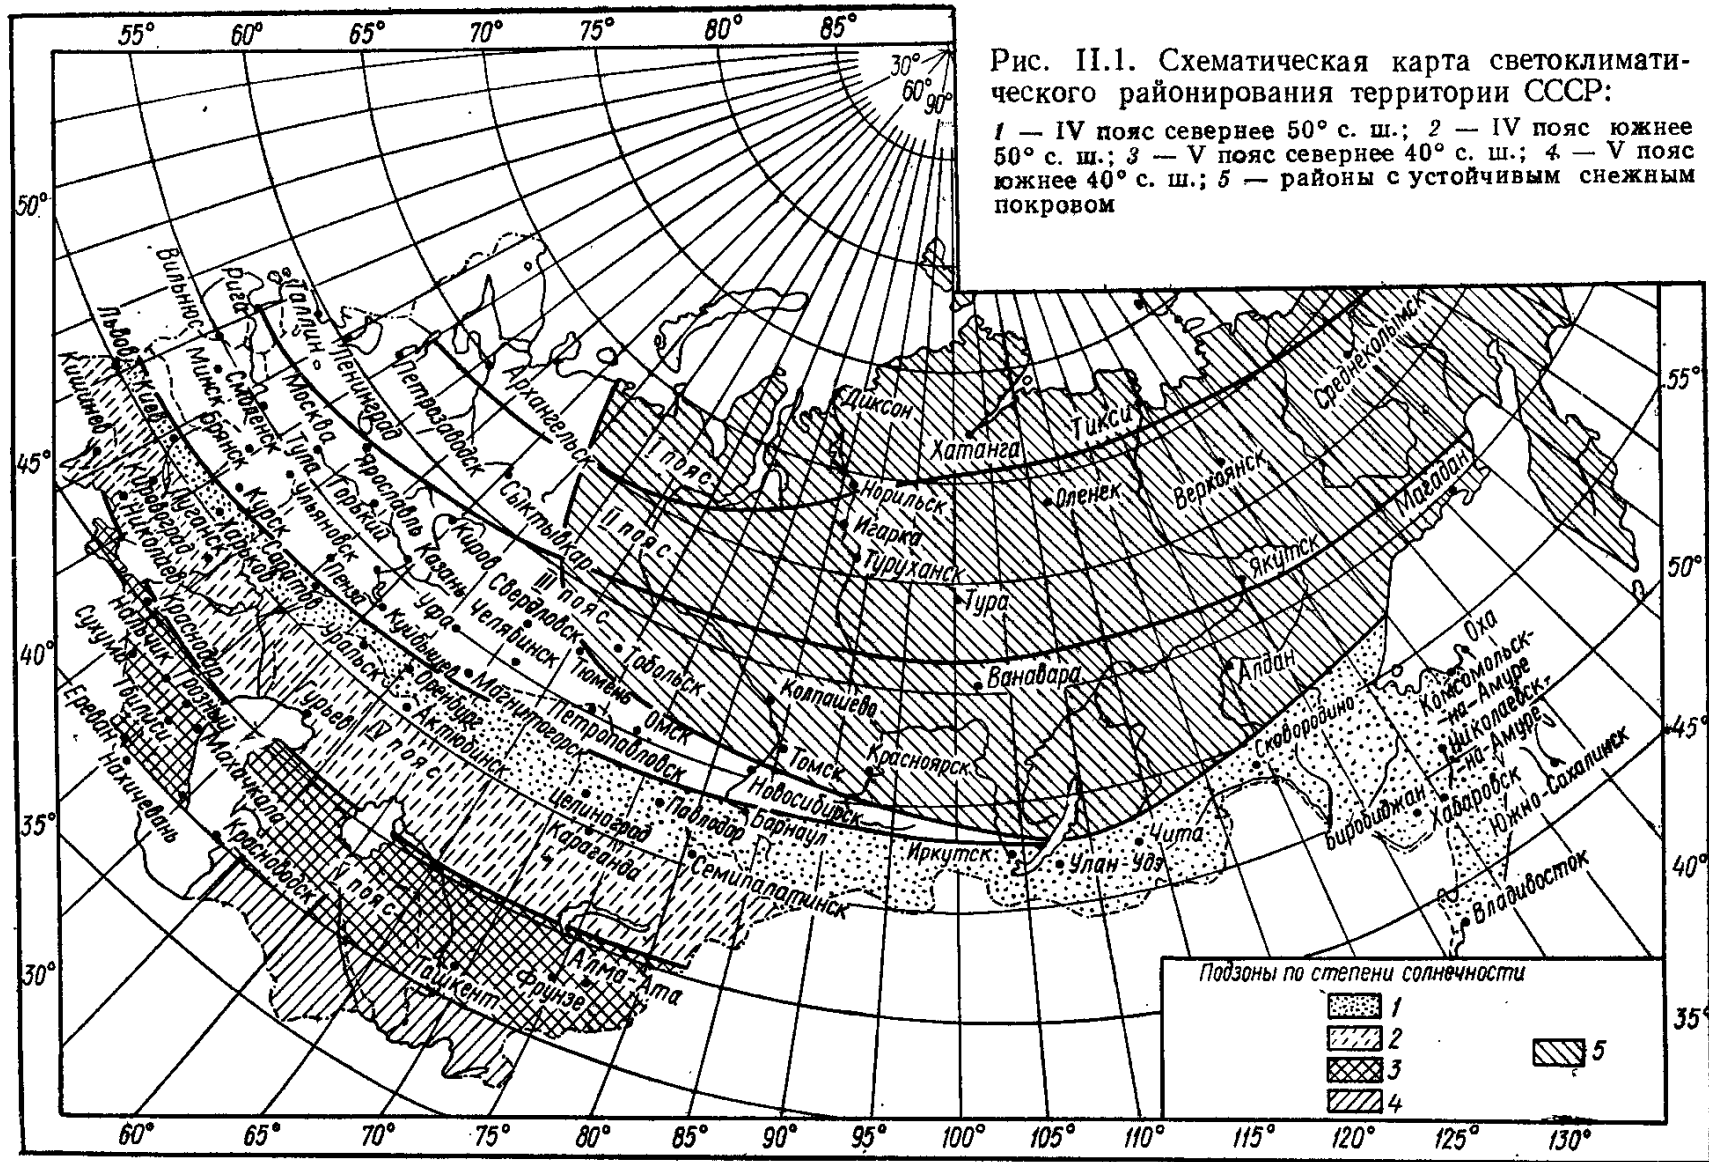 55° 60° 65° 70° 75° 80° 85°
30°
60°
90°
Рис. II.1. Схематическая карта светоклимати-
ческого районирования территории СССР:
1 — IV пояс севернее 50° с. ш.; 2 — IV пояс южнее
50° с. ш.; 3 — V пояс севернее 40° с. ш.; 4 — V пояс
южнее 40° с. ш.; 5 — районы с устойчивым снежным
покровом
50°
45°
40°
35°
30°
55°
50°
45°
40°
35°
Вильнюс
Рига
Таллин
Львов
Кишинев
Киев
Минск
Смоленск
Москва
Ленинград
Петрозаводск
Архангельск
Диксон
Хатанга
Тикси
Среднеколымск
Брянск
Тула
Ярославль
Сыктывкар
I пояс
Норильск
Оленек
Верхоянск
Магадан
Кировоград
Луганск
Николаев
Харьков
Курск
Ульяновск
Горький
Киров
II пояс
Игарка
Туруханск
Тура
Якутск
Саратов
Пенза
Казань
Свердловск
III пояс
Сухуми
Нальчик
Краснодар
Уральск
Куйбышев
Уфа
Челябинск
Тюмень
Тобольск
Колпашево
Ванавара
Алдан
Оха
Комсомольск-
-на-Амуре
Николаевск-
-на-Амуре
Ереван
Тбилиси
Грозный
Гурьев
Оренбург
Магнитогорск
Петропавловск
Омск
Томск
Красноярск
Сковородино
Нахичевань
Махачкала
IV пояс
Актюбинск
Новосибирск
Целиноград
Павлодар
Барнаул
Иркутск
Улан-Удэ
Чита
Биробиджан
Хабаровск
Южно-Сахалинск
Красноводск
Караганда
Семипалатинск
Владивосток
V пояс
Ташкент
Фрунзе
Алма-Ата
Подзоны по степени солнечности
1
2
3
4
5
60° 65° 70° 75° 80° 85° 90° 95° 100° 105° 110° 115° 120° 125° 130°